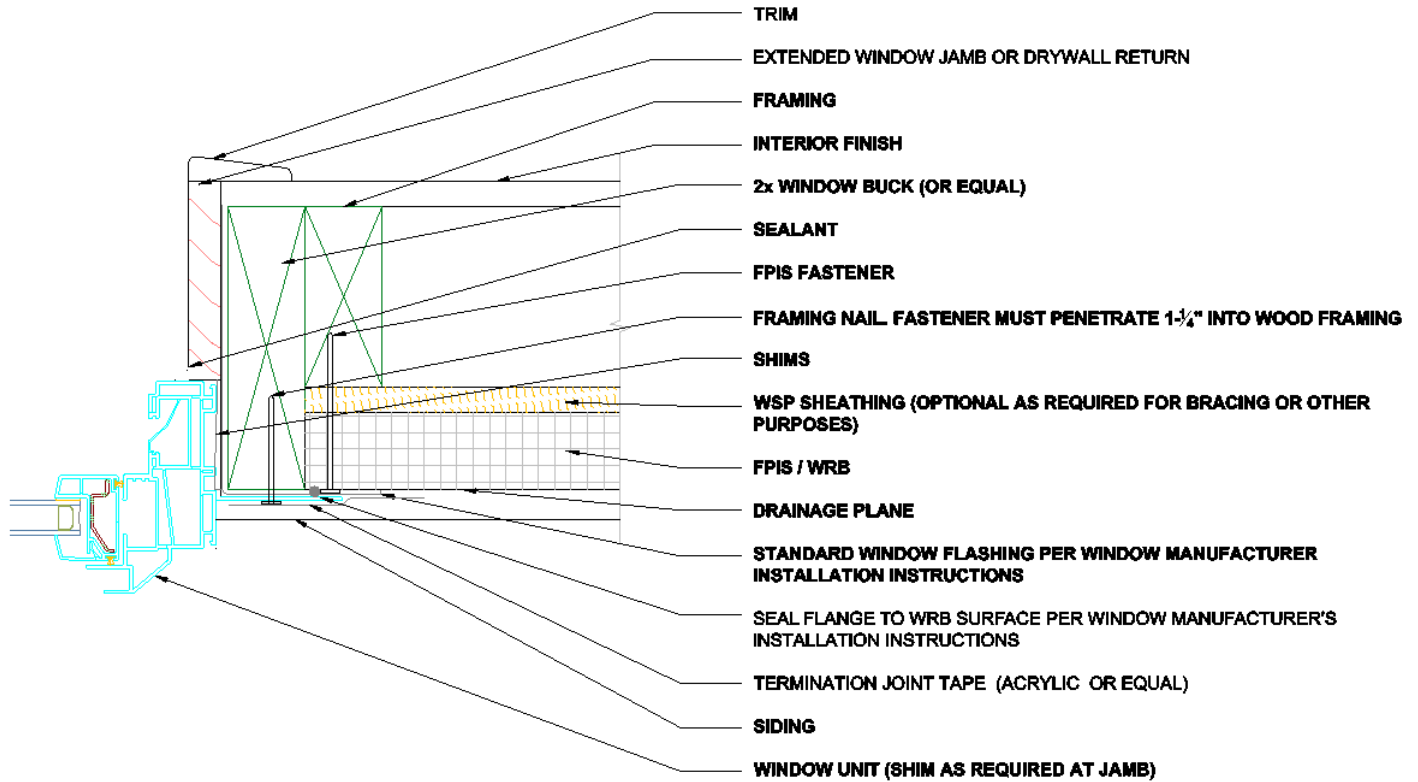 TRIM
EXTENDED WINDOW JAMB OR DRYWALL RETURN
FRAMING
INTERIOR FINISH
2x WINDOW BUCK (OR EQUAL)
SEALANT
FPIS FASTENER
FRAMING NAIL. FASTENER MUST PENETRATE 1-¼" INTO WOOD FRAMING
SHIMS
WSP SHEATHING (OPTIONAL AS REQUIRED FOR BRACING OR OTHER
PURPOSES)
FPIS / WRB
DRAINAGE PLANE
STANDARD WINDOW FLASHING PER WINDOW MANUFACTURER
INSTALLATION INSTRUCTIONS
SEAL FLANGE TO WRB SURFACE PER WINDOW MANUFACTURER'S
INSTALLATION INSTRUCTIONS
TERMINATION JOINT TAPE (ACRYLIC OR EQUAL)
SIDING
WINDOW UNIT (SHIM AS REQUIRED AT JAMB)